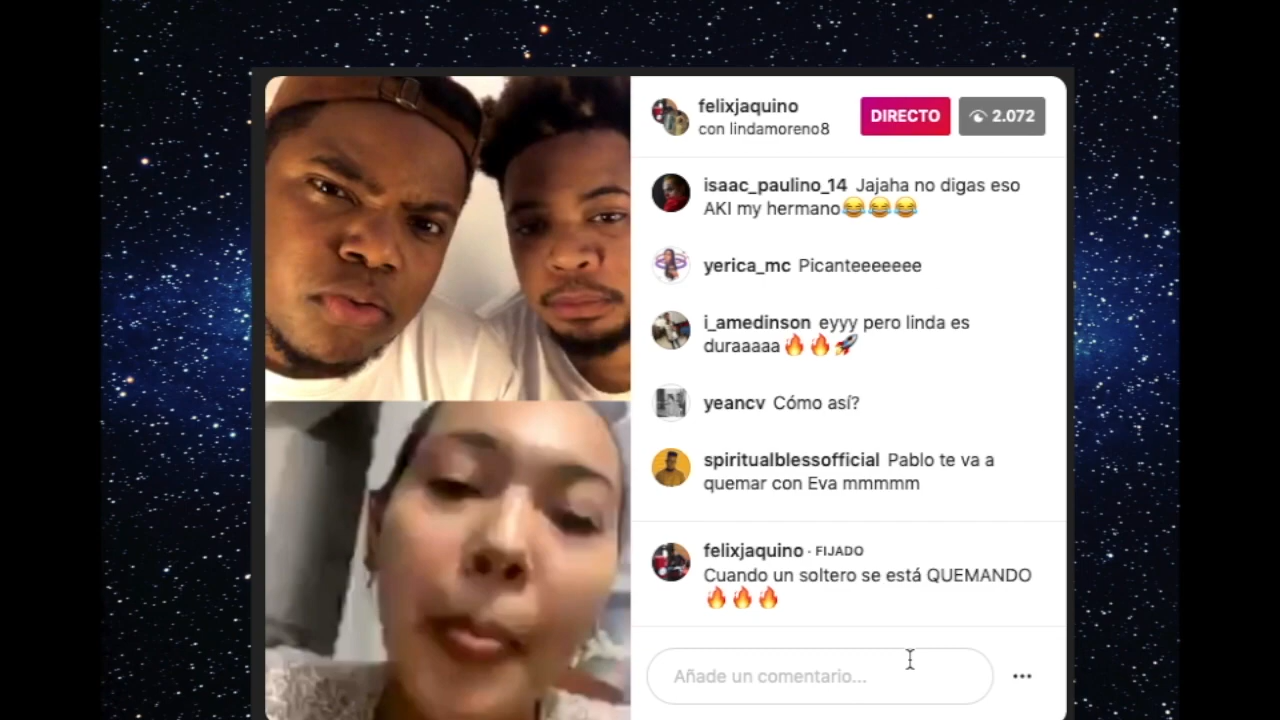 felixjaquino
con lindamoreno8
DIRECTO
2.072
isaac_paulino_14 Jajaha no digas eso
AKI my hermano😂😂😂
yerica_mc Picanteeeeeee
i_amedinson eyyy pero linda es
duraaaaa🔥🔥🚀
yeancv Cómo así?
spiritualblessofficial Pablo te va a
quemar con Eva mmmmm
felixjaquino · FIJADO
Cuando un soltero se está QUEMANDO
🔥🔥🔥
Añade un comentario...